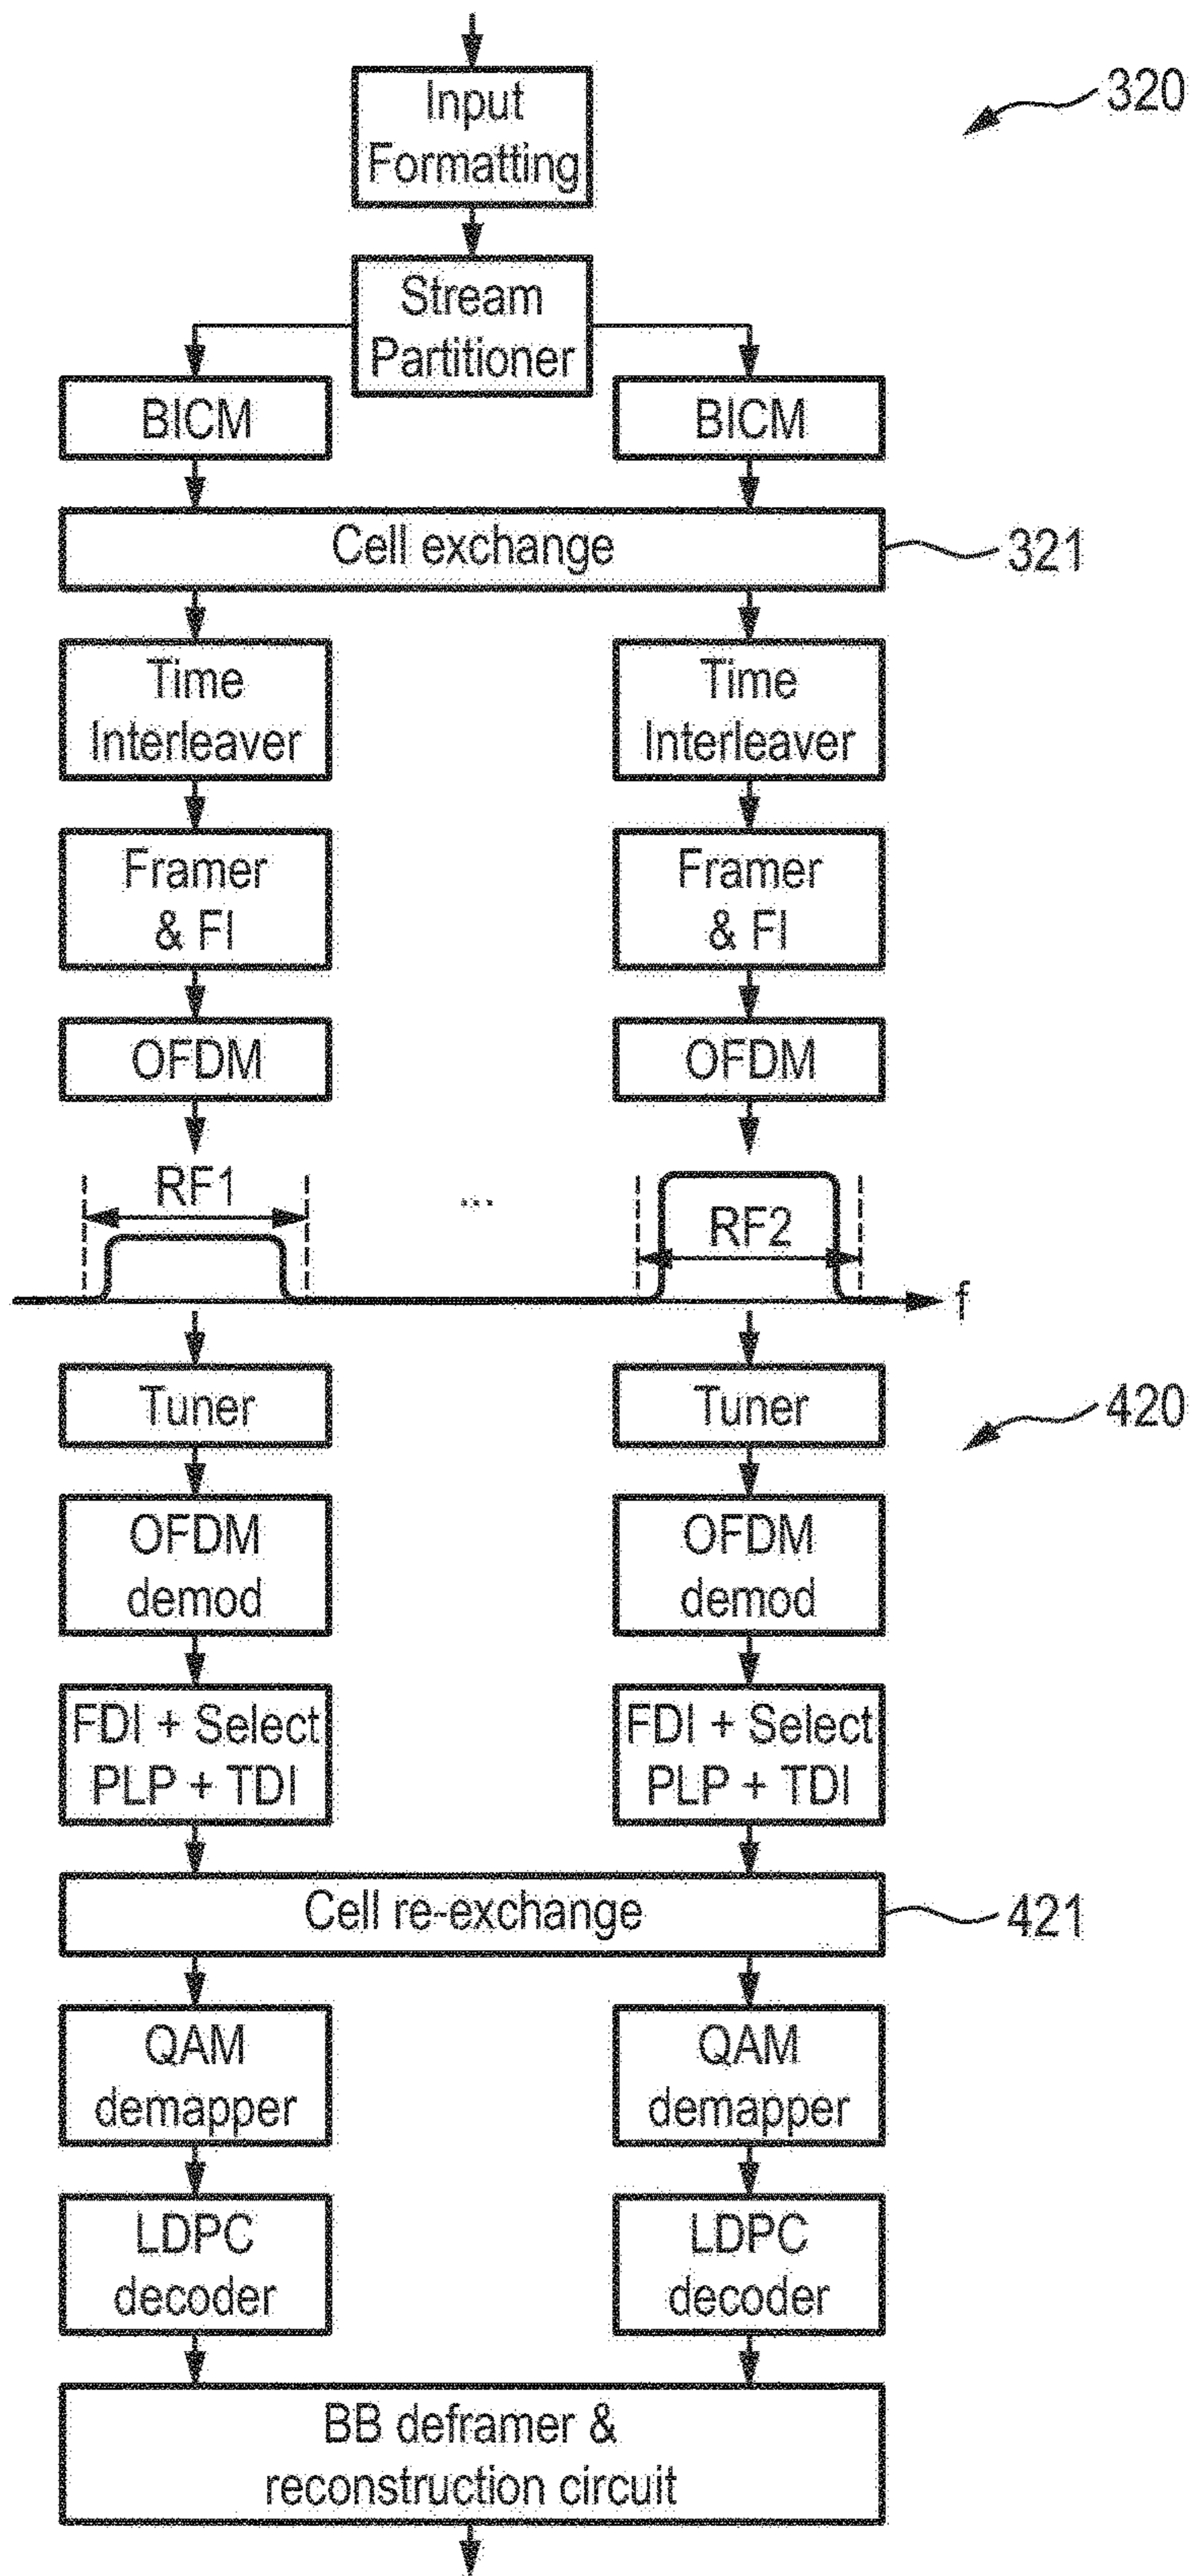 320
Input
Formatting
Stream
Partitioner
BICM
BICM
Cell exchange
321
Time
Interleaver
Time
Interleaver
Framer
& FI
Framer
& FI
OFDM
OFDM
RF1
...
RF2
f
Tuner
Tuner
420
OFDM
demod
OFDM
demod
FDI + Select
PLP + TDI
FDI + Select
PLP + TDI
Cell re-exchange
421
QAM
demapper
QAM
demapper
LDPC
decoder
LDPC
decoder
BB deframer &
reconstruction circuit